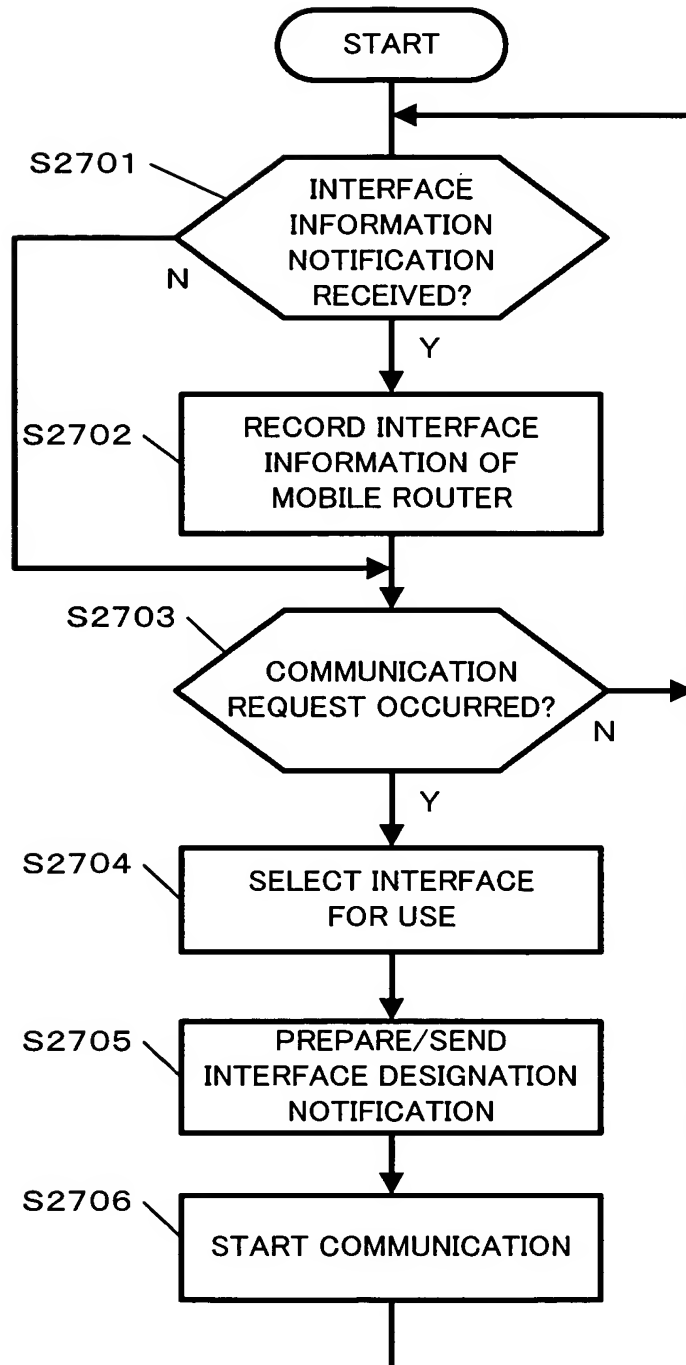 START
S2701
INTERFACE
INFORMATION
NOTIFICATION
RECEIVED?
N
Y
S2702
RECORD INTERFACE
INFORMATION OF
MOBILE ROUTER
S2703
COMMUNICATION
REQUEST OCCURRED?
N
Y
S2704
SELECT INTERFACE
FOR USE
S2705
PREPARE/SEND
INTERFACE DESIGNATION
NOTIFICATION
S2706
START COMMUNICATION